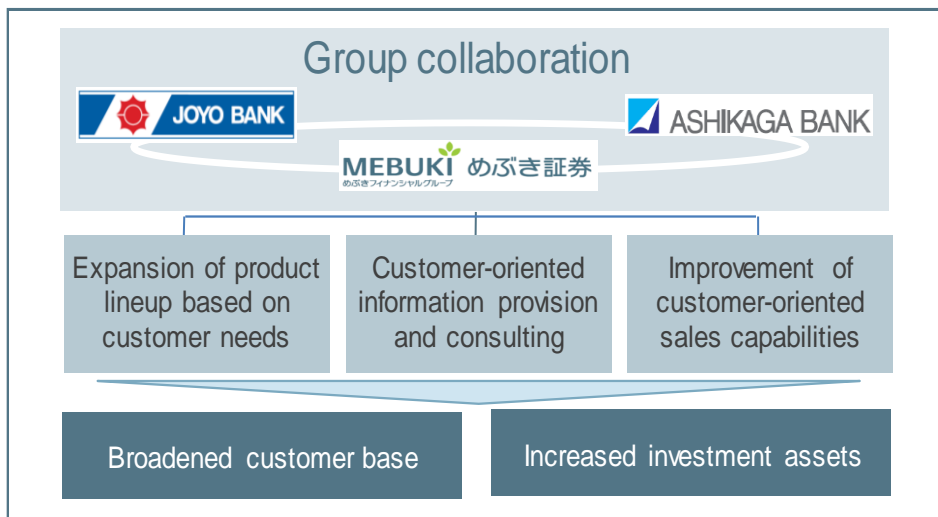 Group collaboration
JOYO BANK
ASHIKAGA BANK
MEBUKI めぶき証券
めぶきフィナンシャルグループ
Expansion of product
lineup based on
customer needs
Customer-oriented
information provision
and consulting
Improvement of
customer-oriented
sales capabilities
Broadened customer base
Increased investment assets